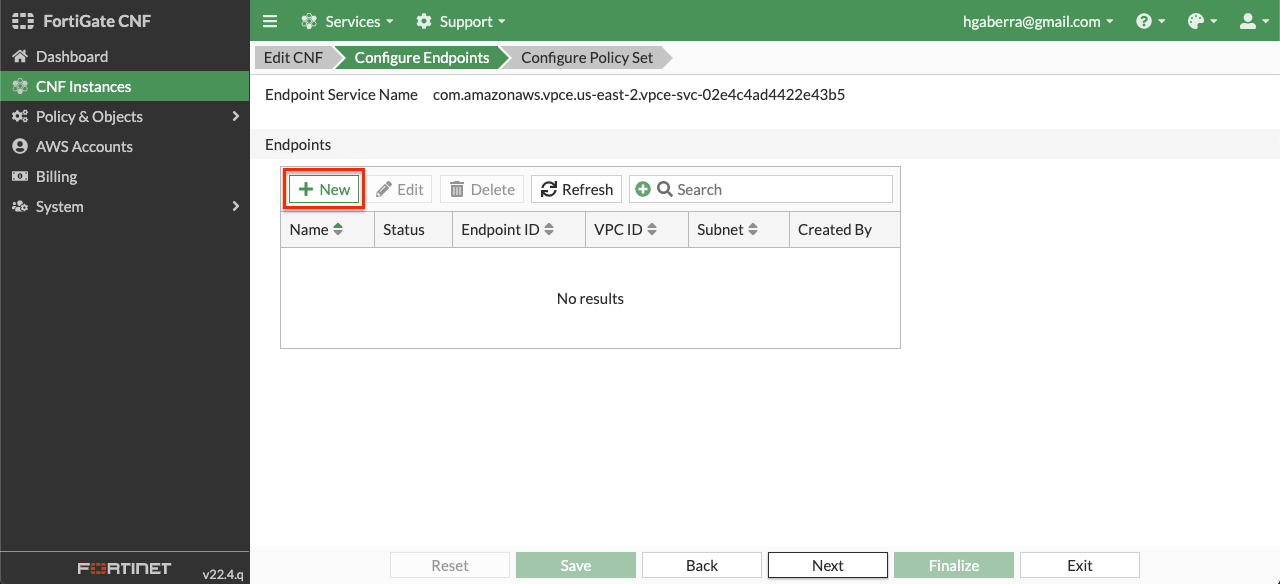 FortiGate CNF
Services
Support
hgaberra@gmail.com
Dashboard
CNF Instances
Policy & Objects
AWS Accounts
Billing
System
Edit CNF
Configure Endpoints
Configure Policy Set
Endpoint Service Name com.amazonaws.vpce.us-east-2.vpce-svc-02e4c4ad4422e43b5
Endpoints
New Edit Delete Refresh Search
Name Status Endpoint ID VPC ID Subnet Created By
No results
Reset Save Back Next Finalize Exit
FORTINET v22.4.q